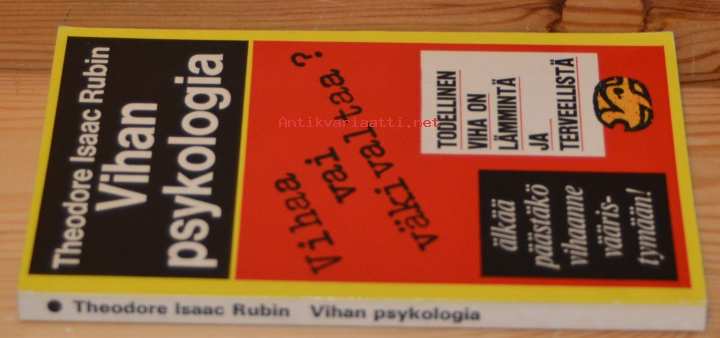 Theodore Isaac Rubin
Vihan
psykologia
Vihaa
vai
väkivaltaa?
TODELLINEN
VIHA ON
LÄMMINTÄ
JA
TERVEELLISTÄ
älkää
päästäkö
vihaamme
vääris-
tymään!
Theodore Isaac Rubin Vihan psykologia
Antikvariaatti.net